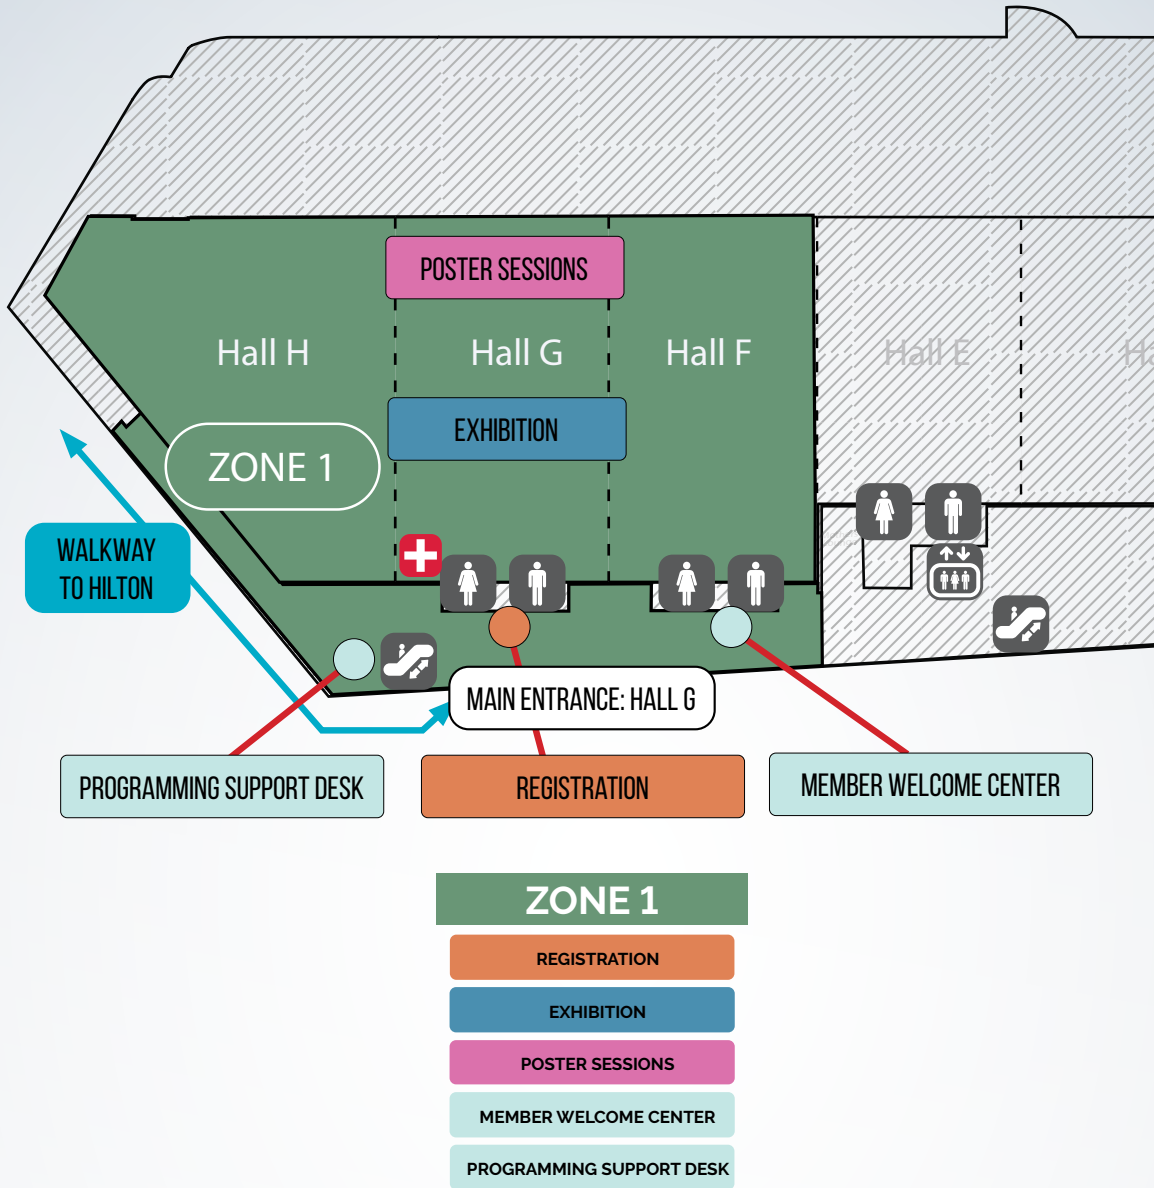 POSTER SESSIONS
Hall H
Hall G
Hall F
Hall E
Ha
EXHIBITION
ZONE 1
WALKWAY
TO HILTON
MAIN ENTRANCE: HALL G
PROGRAMMING SUPPORT DESK
REGISTRATION
MEMBER WELCOME CENTER
ZONE 1
REGISTRATION
EXHIBITION
POSTER SESSIONS
MEMBER WELCOME CENTER
PROGRAMMING SUPPORT DESK